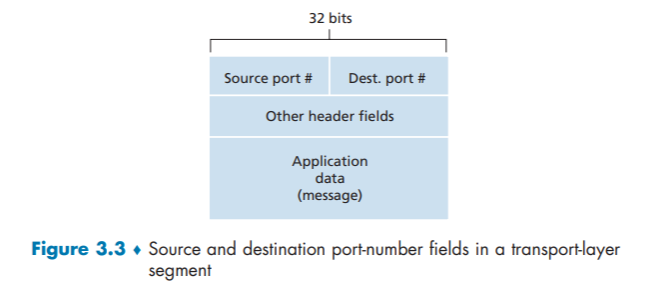 32 bits
Source port #
Dest. port #
Other header fields
Application
data
(message)
Figure 3.3 ♦ Source and destination port-number fields in a transport-layer
segment